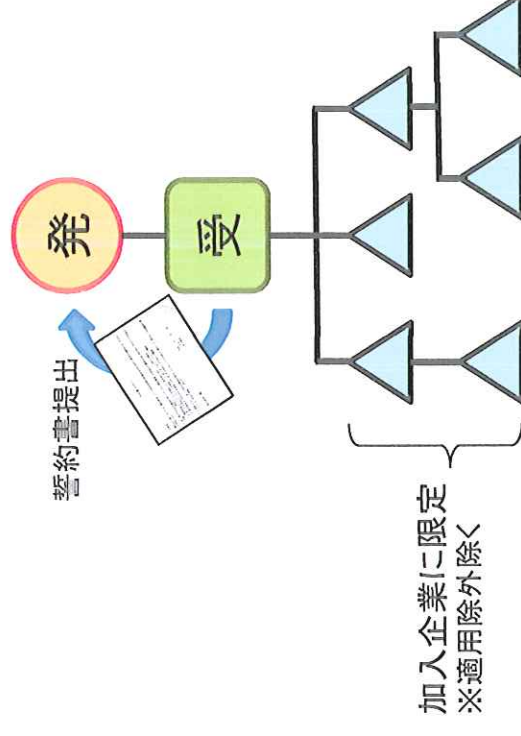 誓約書提出
発
受
加入企業に限定
※適用除外除く